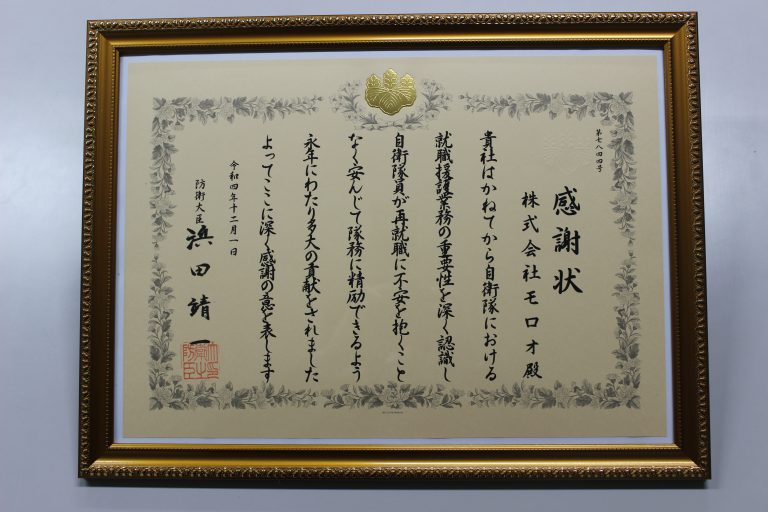 第七八四四号
感謝状
株式会社モロオ殿
貴社はかねてから自衛隊における
就職援護業務の重要性を深く認識し
自衛隊員が再就職に不安を抱くこと
なく安んじて隊務に精励できるよう
永年にわたり多大の貢献をされました
よってここに深く感謝の意を表します
令和四年十二月一日
防衛大臣 浜田靖一